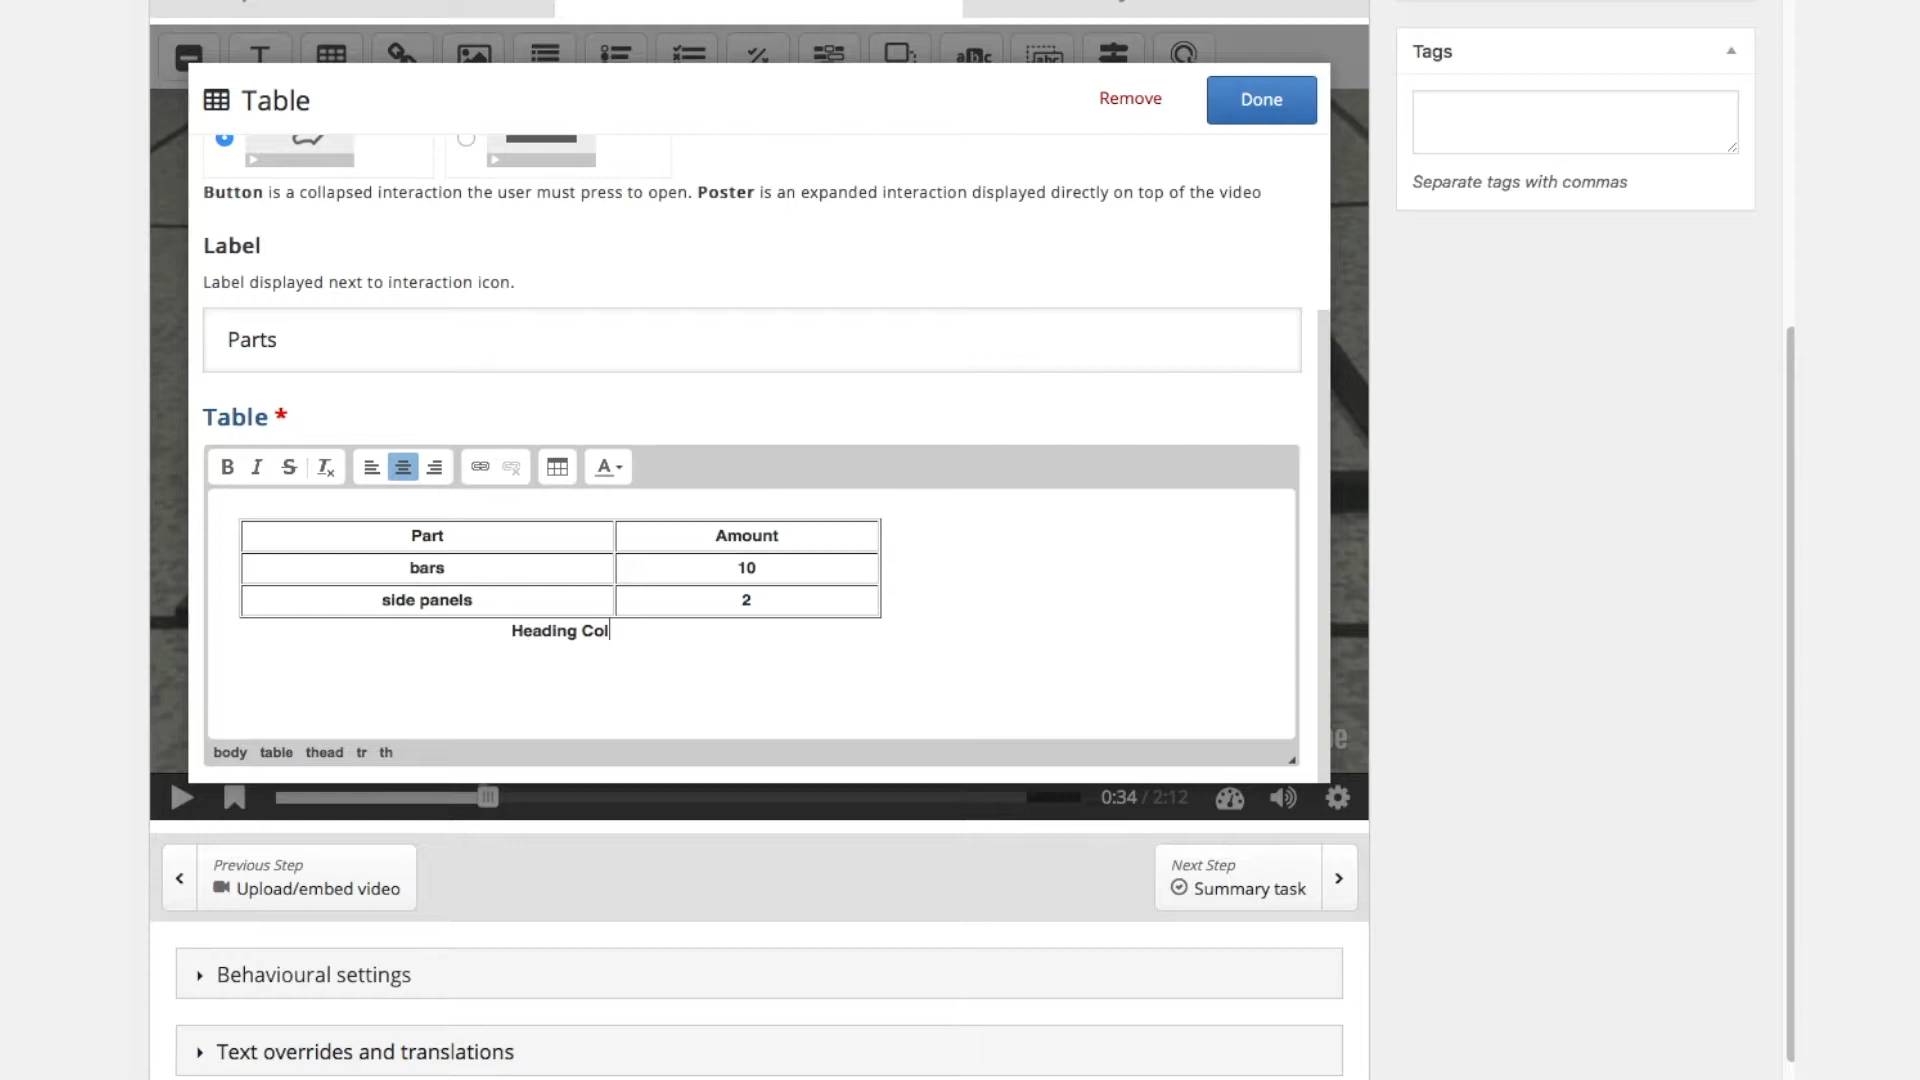 Tags
Table
Remove
Done
Separate tags with commas
Button is a collapsed interaction the user must press to open. Poster is an expanded interaction displayed directly on top of the video
Label
Label displayed next to interaction icon.
Parts
Table *
B I S Tx
A
Part Amount
bars 10
side panels 2
Heading Col
body table thead tr th
0:34 / 2:12
Previous Step
Upload/embed video
Next Step
Summary task
Behavioural settings
Text overrides and translations